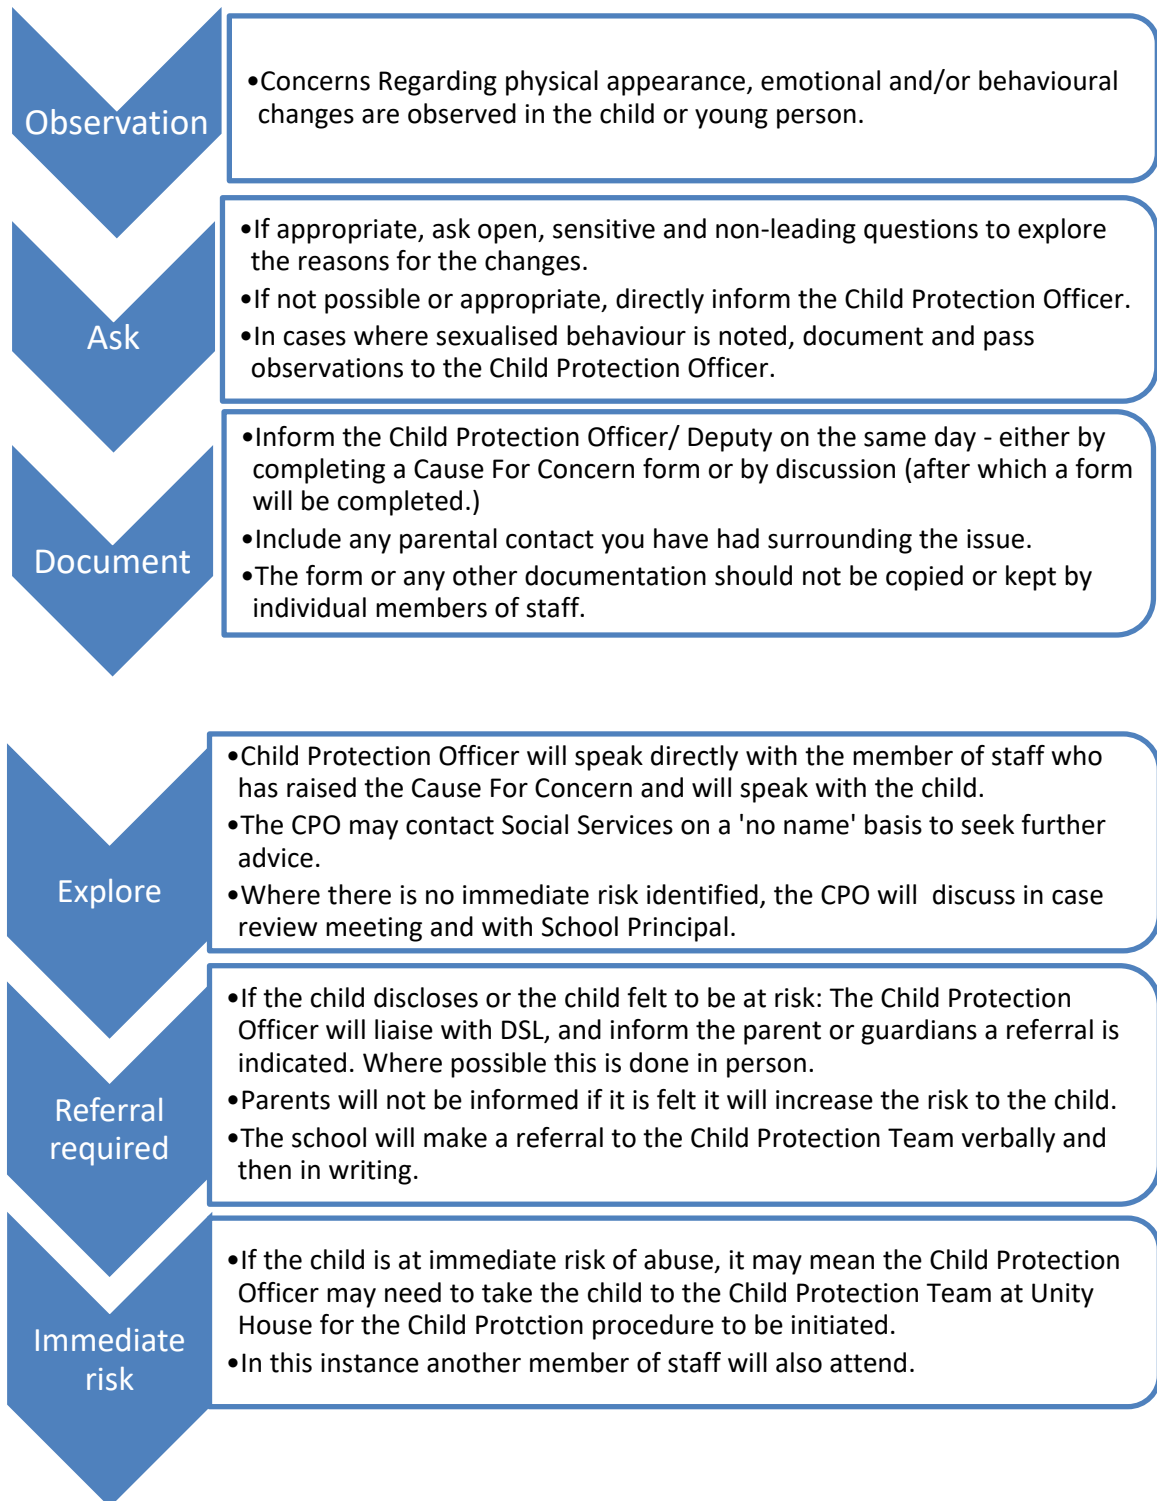 Observation
•Concerns Regarding physical appearance, emotional and/or behavioural
changes are observed in the child or young person.
Ask
•If appropriate, ask open, sensitive and non-leading questions to explore
the reasons for the changes.
•If not possible or appropriate, directly inform the Child Protection Officer.
•In cases where sexualised behaviour is noted, document and pass
observations to the Child Protection Officer.
Document
•Inform the Child Protection Officer/ Deputy on the same day - either by
completing a Cause For Concern form or by discussion (after which a form
will be completed.)
•Include any parental contact you have had surrounding the issue.
•The form or any other documentation should not be copied or kept by
individual members of staff.
Explore
•Child Protection Officer will speak directly with the member of staff who
has raised the Cause For Concern and will speak with the child.
•The CPO may contact Social Services on a 'no name' basis to seek further
advice.
•Where there is no immediate risk identified, the CPO will  discuss in case
review meeting and with School Principal.
Referral
required
•If the child discloses or the child felt to be at risk: The Child Protection
Officer will liaise with DSL, and inform the parent or guardians a referral is
indicated. Where possible this is done in person.
•Parents will not be informed if it is felt it will increase the risk to the child.
•The school will make a referral to the Child Protection Team verbally and
then in writing.
Immediate
risk
•If the child is at immediate risk of abuse, it may mean the Child Protection
Officer may need to take the child to the Child Protection Team at Unity
House for the Child Protction procedure to be initiated.
•In this instance another member of staff will also attend.